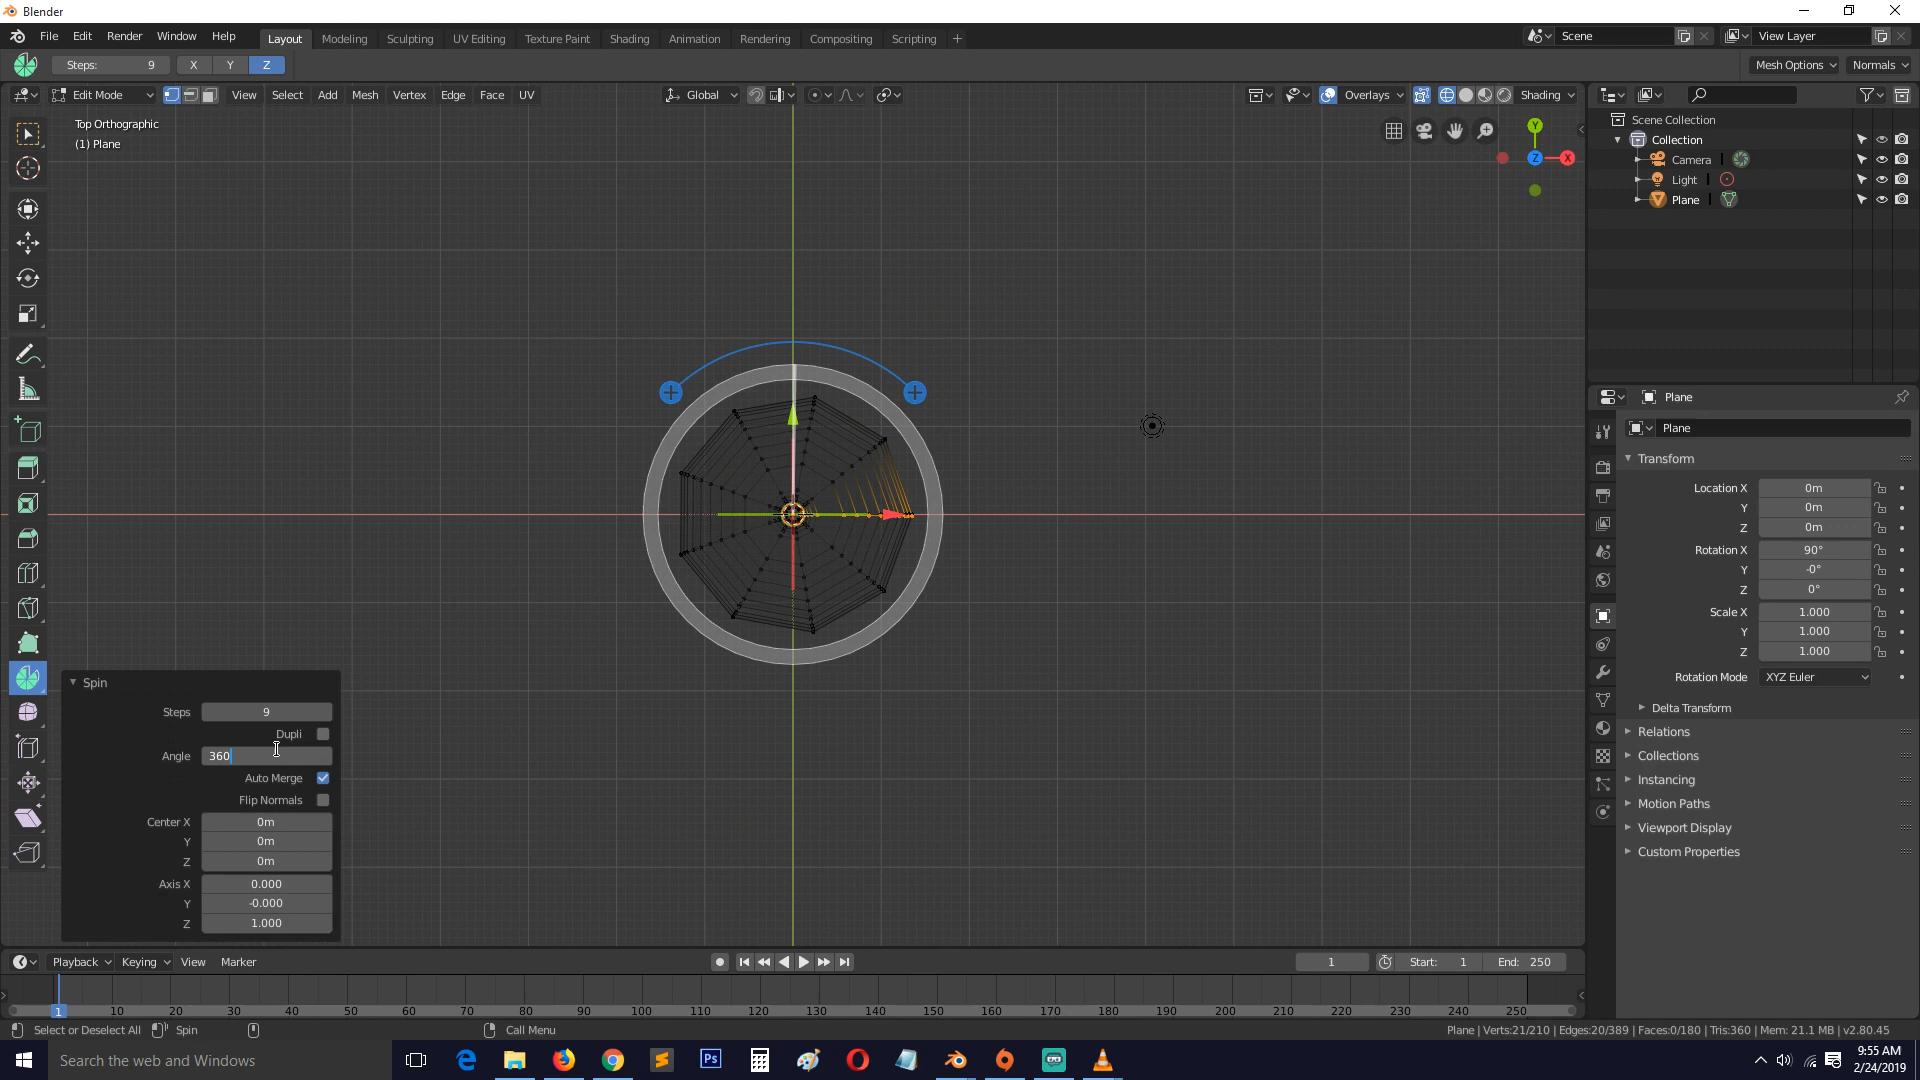 Blender
File Edit Render Window Help Layout Modeling Sculpting UV Editing Texture Paint Shading Animation Rendering Compositing Scripting Scene View Layer
Steps: 9 X Y Z Mesh Options Normals
Edit Mode View Select Add Mesh Vertex Edge Face UV Global Overlays Shading
Top Orthographic
(1) Plane
Y
Z X
Scene Collection
Collection
Camera
Light
Plane
Plane
Plane
Transform
Location X 0m
Y 0m
Z 0m
Rotation X 90°
Y -0°
Z 0°
Scale X 1.000
Y 1.000
Z 1.000
Rotation Mode XYZ Euler
Delta Transform
Relations
Collections
Instancing
Motion Paths
Viewport Display
Custom Properties
Spin
Steps 9
Dupli
Angle 360
Auto Merge
Flip Normals
Center X 0m
Y 0m
Z 0m
Axis X 0.000
Y -0.000
Z 1.000
Playback Keying View Marker 1 Start: 1 End: 250
1 10 20 30 40 50 60 70 80 90 100 110 120 130 140 150 160 170 180 190 200 210 220 230 240 250
Select or Deselect All Spin Call Menu Plane | Verts:21/210 | Edges:20/389 | Faces:0/180 | Tris:360 | Mem: 21.1 MB | v2.80.45
Search the web and Windows Ps 9:55 AM
2/24/2019